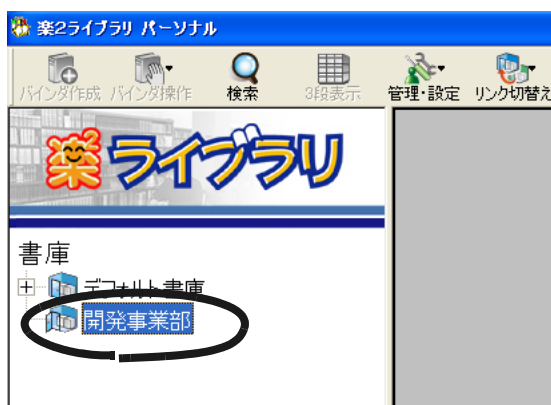 楽2ライブラリ パーソナル
バインダ作成 バインダ操作 検索 3段表示 管理・設定 リンク切替え
楽ライブラリ
書庫
デフォルト書庫
開発事業部